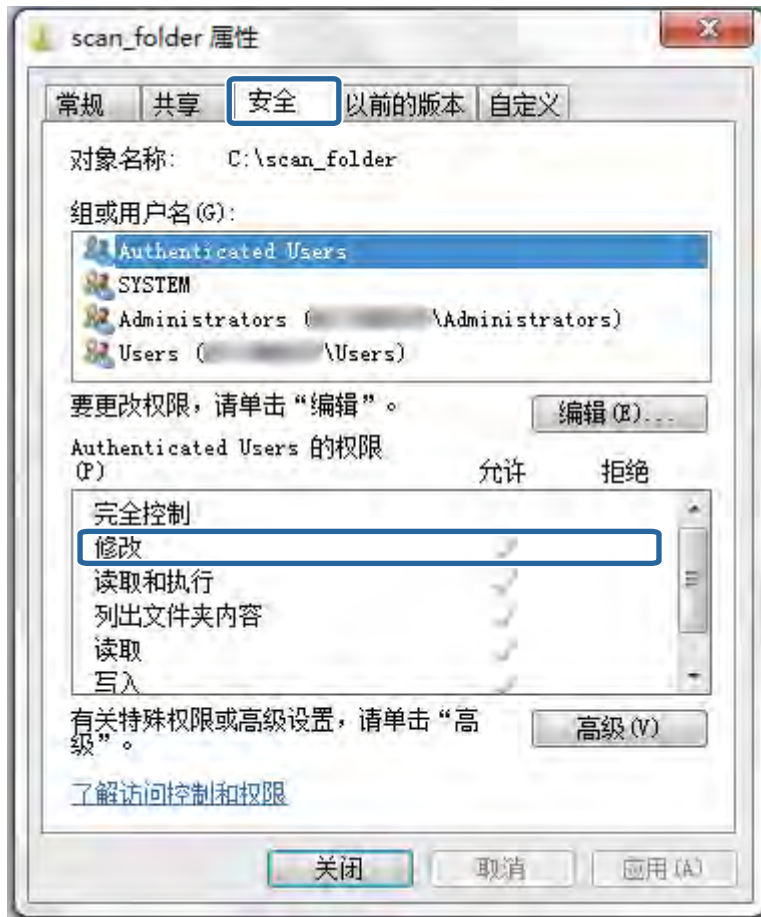 scan_folder 属性
常规 共享 安全 以前的版本 自定义
对象名称: C:\scan_folder
组或用户名(G):
Authenticated Users
SYSTEM
Administrators ( \Administrators)
Users ( \Users)
要更改权限，请单击“编辑”。 编辑(E)...
Authenticated Users 的权限
(P) 允许 拒绝
完全控制
修改
读取和执行
列出文件夹内容
读取
写入
有关特殊权限或高级设置，请单击“高
级”。 高级(V)
了解访问控制和权限
关闭 取消 应用(A)